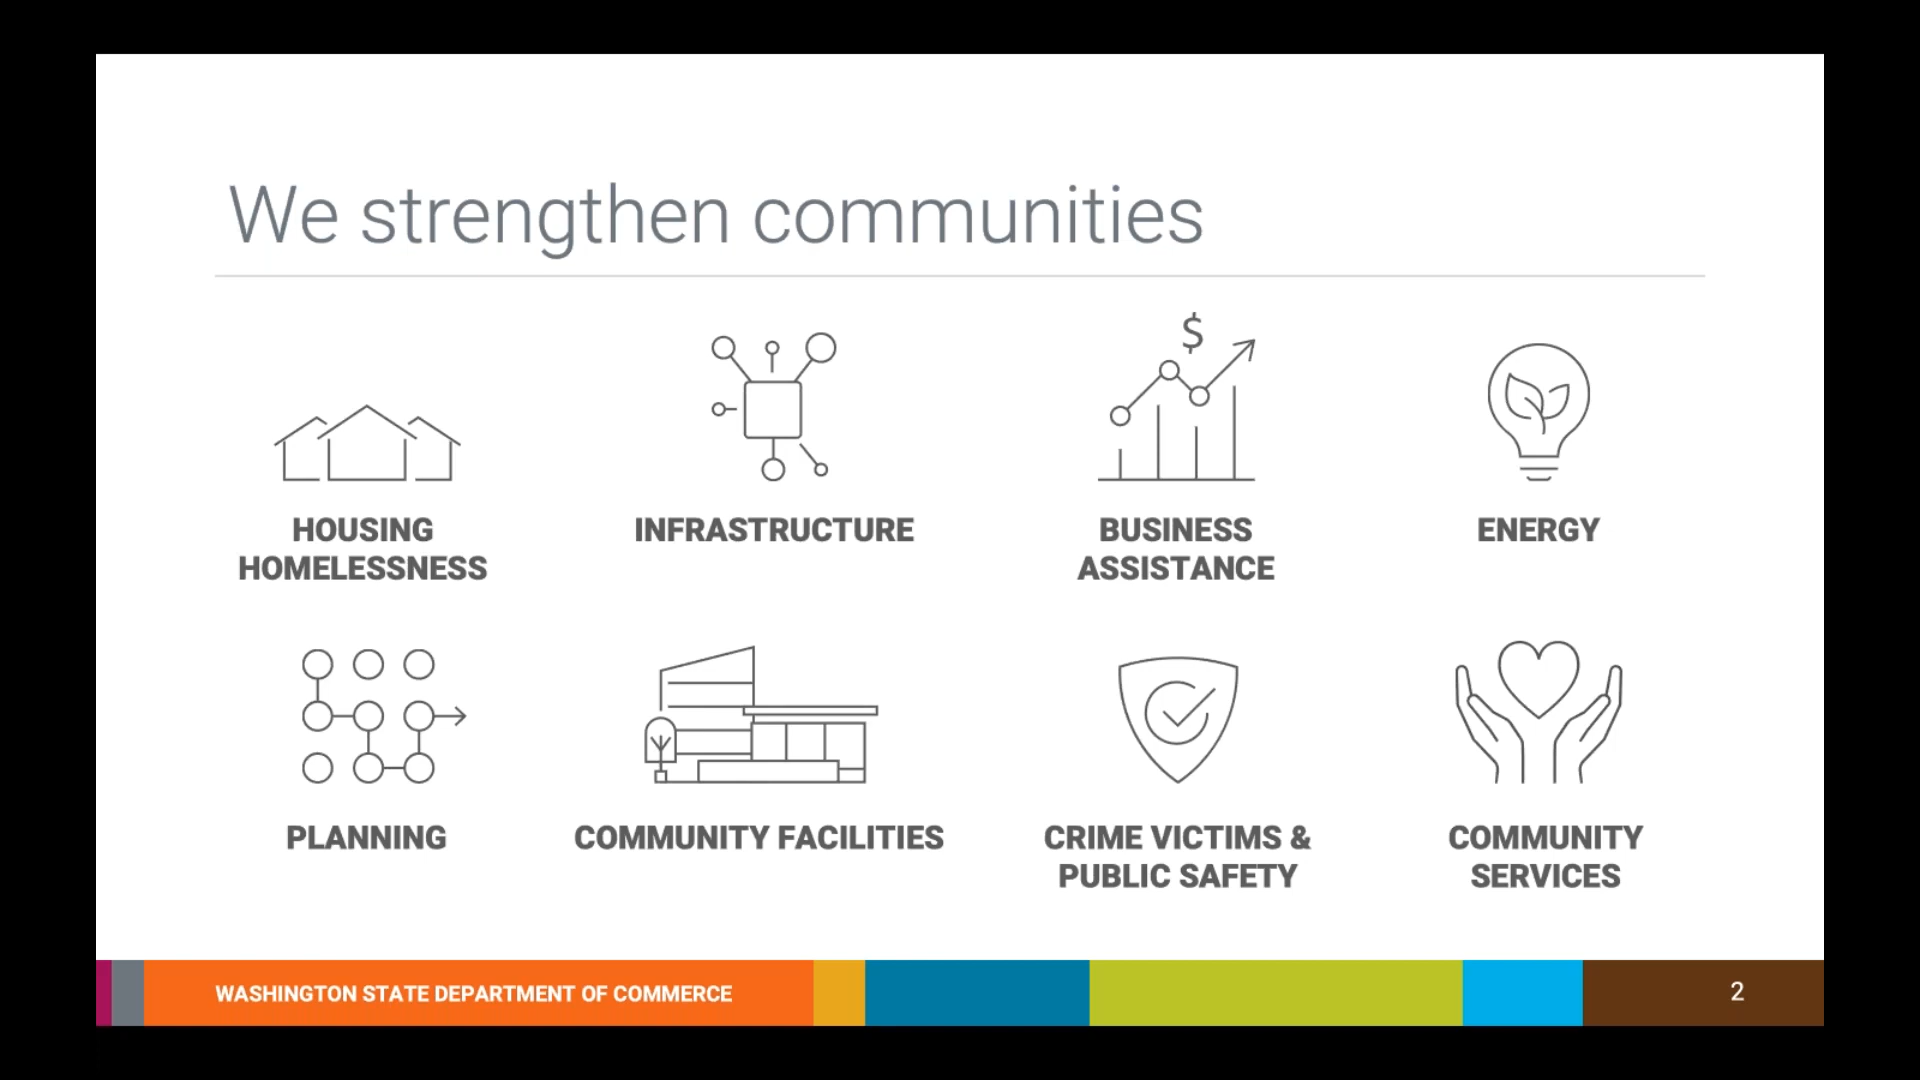 We strengthen communities
$
HOUSING
HOMELESSNESS
INFRASTRUCTURE
BUSINESS
ASSISTANCE
ENERGY
PLANNING
COMMUNITY FACILITIES
CRIME VICTIMS &
PUBLIC SAFETY
COMMUNITY
SERVICES
WASHINGTON STATE DEPARTMENT OF COMMERCE
2